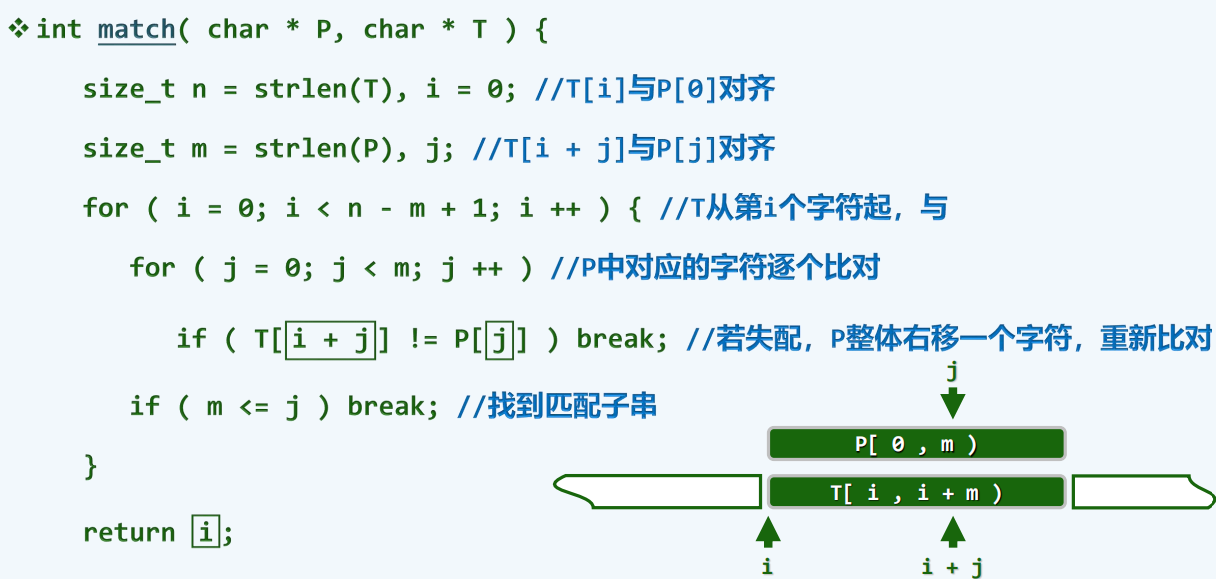 ❖ int match( char * P, char * T ) {
size_t n = strlen(T), i = 0; //T[i]与P[0]对齐
size_t m = strlen(P), j; //T[i + j]与P[j]对齐
for ( i = 0; i < n - m + 1; i ++ ) { //T从第i个字符起，与
for ( j = 0; j < m; j ++ ) //P中对应的字符逐个比对
if ( T[i + j] != P[j] ) break; //若失配，P整体右移一个字符，重新比对
if ( m <= j ) break; //找到匹配子串
}
return i;
j
P[ 0 , m )
T[ i , i + m )
i
i + j